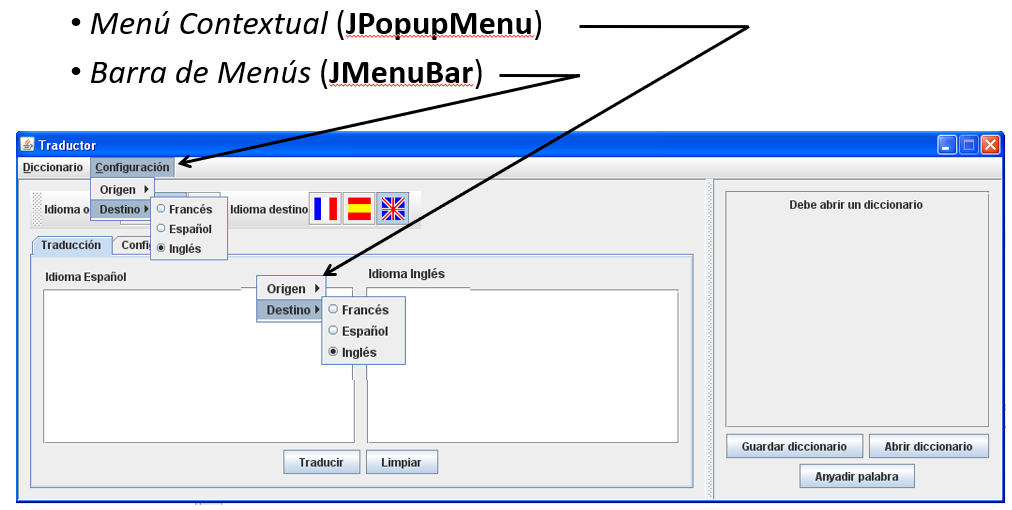 • Menú Contextual (JPopupMenu)
• Barra de Menús (JMenuBar)
Traductor
Diccionario Configuración
Origen
Destino
Francés
Español
Inglés
Idioma o
Idioma destino
Traducción Confi
Idioma Español
Idioma Inglés
Origen
Destino
Francés
Español
Inglés
Traducir Limpiar
Debe abrir un diccionario
Guardar diccionario Abrir diccionario
Anyadir palabra